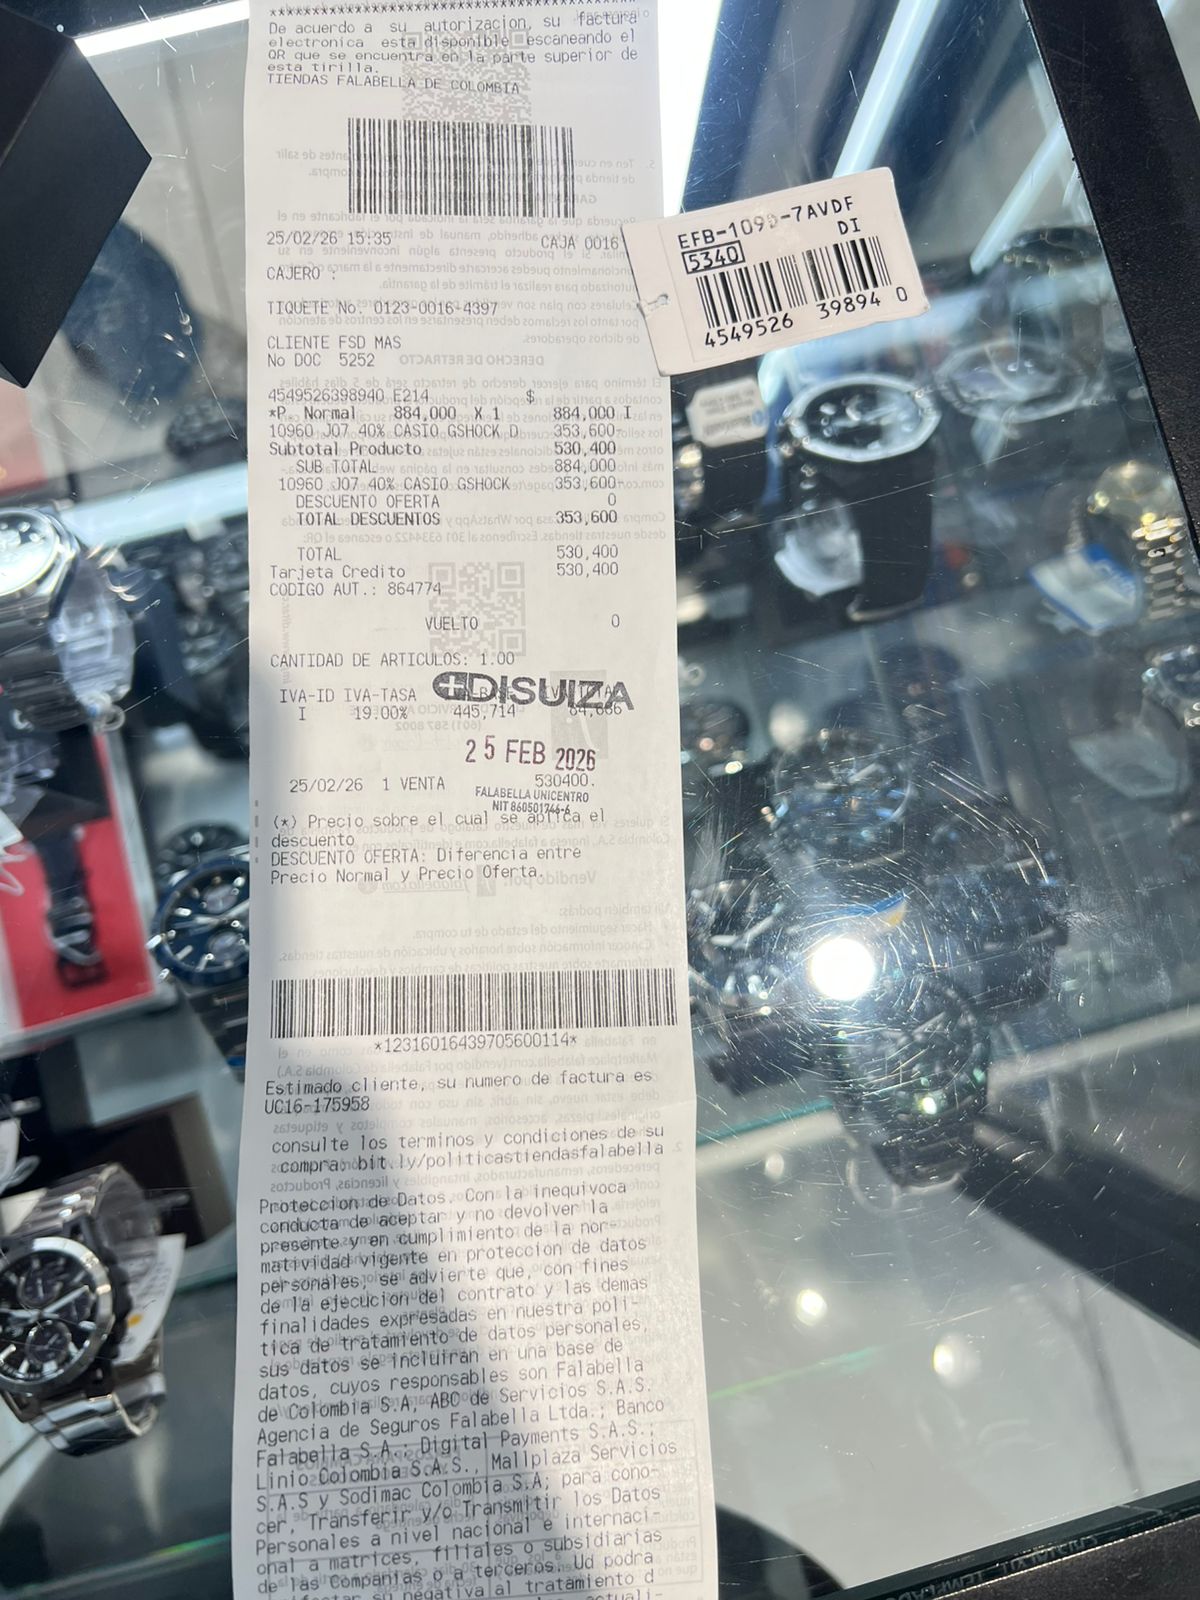 De acuerdo a su autorizacion, su factura
electronica esta disponible escaneando el
QR que se encuentra en la parte superior de
esta tirilla.
TIENDAS FALABELLA DE COLOMBIA
25/02/26 15:35 CAJA 0016
CAJERO :
TIQUETE No. 0123-0016-4397
CLIENTE FSD MAS
No DOC 5252
4549526398940 E214 $
*P. Normal 884,000 X 1 884,000 I
10960 J07 40% CASIO GSHOCK D 353,600-
Subtotal Producto 530,400
SUB TOTAL 884,000
10960 J07 40% CASIO GSHOCK 353,600-
DESCUENTO OFERTA 0
TOTAL DESCUENTOS 353,600
TOTAL 530,400
Tarjeta Credito 530,400
CODIGO AUT.: 864774
VUELTO 0
CANTIDAD DE ARTICULOS: 1.00
IVA-ID IVA-TASA
DISUIZA
I 19.00% 445,714
25 FEB 2026
25/02/26 1 VENTA 530400.
FALABELLA UNICENTRO
NIT 860501746-6
(*) Precio sobre el cual se aplica el
descuento
DESCUENTO OFERTA: Diferencia entre
Precio Normal y Precio Oferta.
*12316016439705600114*
Estimado cliente, su numero de factura es
UC16-175958
consulte los terminos y condiciones de su
compra: bit.ly/politicastiendasfalabella
Proteccion de Datos. Con la inequivoca
conducta de aceptar y no devolver la
presente y en cumplimiento de la nor-
matividad vigente en proteccion de datos
personales, se advierte que, con fines
de la ejecucion del contrato y las demas
finalidades expresadas en nuestra poli-
tica de tratamiento de datos personales,
sus datos se incluiran en una base de
datos, cuyos responsables son Falabella
de Colombia S.A, ABC de Servicios S.A.S.
Agencia de Seguros Falabella Ltda.; Banco
Falabella S.A.; Digital Payments S.A.S.;
Linio Colombia S.A.S., Mallplaza Servicios
S.A.S y Sodimac Colombia S.A; para cono-
cer, Transferir y/o Transmitir los Datos
Personales a nivel nacional e internaci-
onal a matrices, filiales o subsidiarias
de las Companias o a terceros. Ud podra
su negativa al tratamiento d
EFB-109D-7AVDF
5340 DI
4549526 39894 0